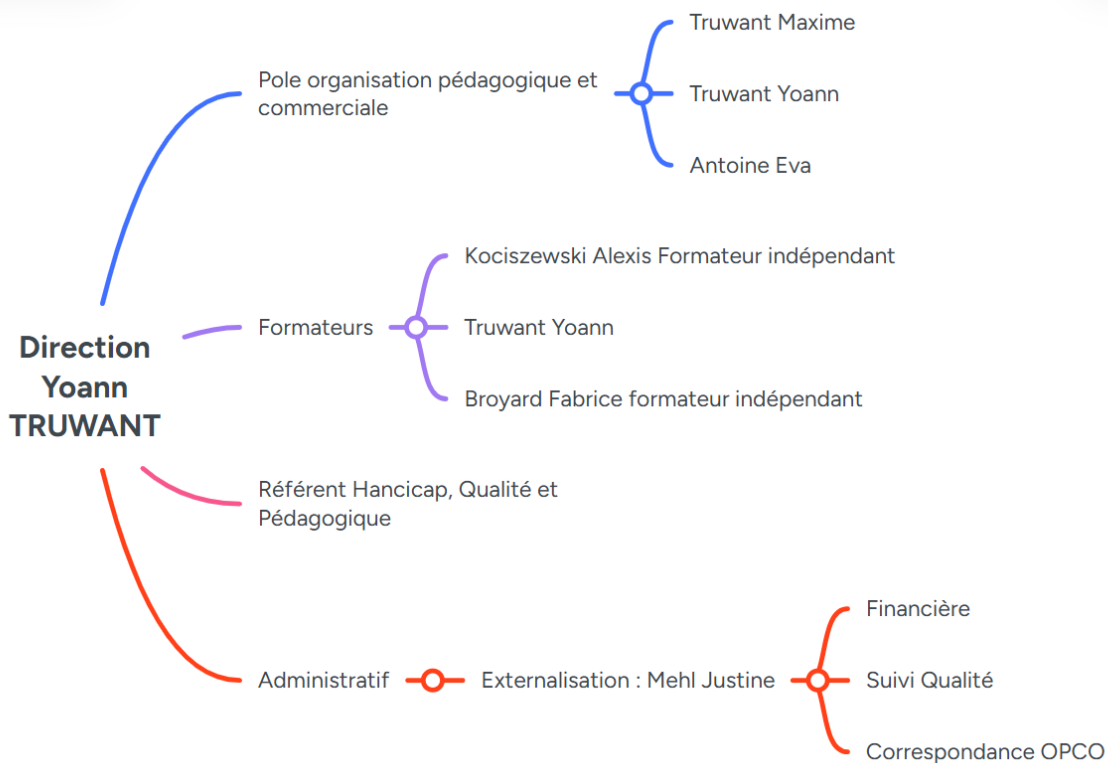 Truwant Maxime
Pole organisation pédagogique et
commerciale
Truwant Yoann
Antoine Eva
Kociszewski Alexis Formateur indépendant
Formateurs
Truwant Yoann
Broyard Fabrice formateur indépendant
Direction
Yoann
TRUWANT
Référent Hancicap, Qualité et
Pédagogique
Financière
Administratif
Externalisation : Mehl Justine
Suivi Qualité
Correspondance OPCO